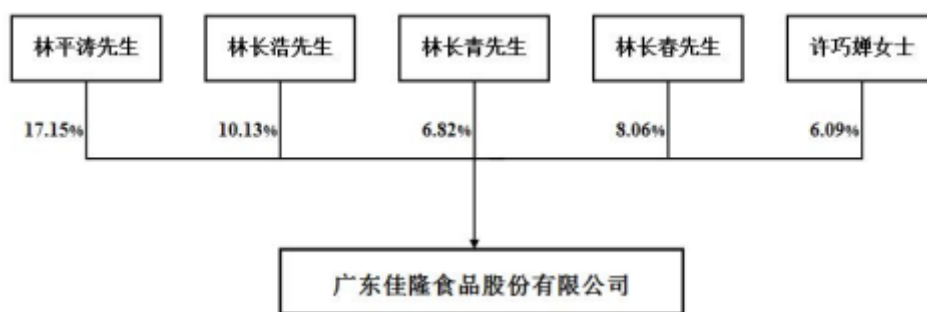 林平涛先生
林长浩先生
林长青先生
林长春先生
许巧婵女士
17.15%
10.13%
6.82%
8.06%
6.09%
广东佳隆食品股份有限公司